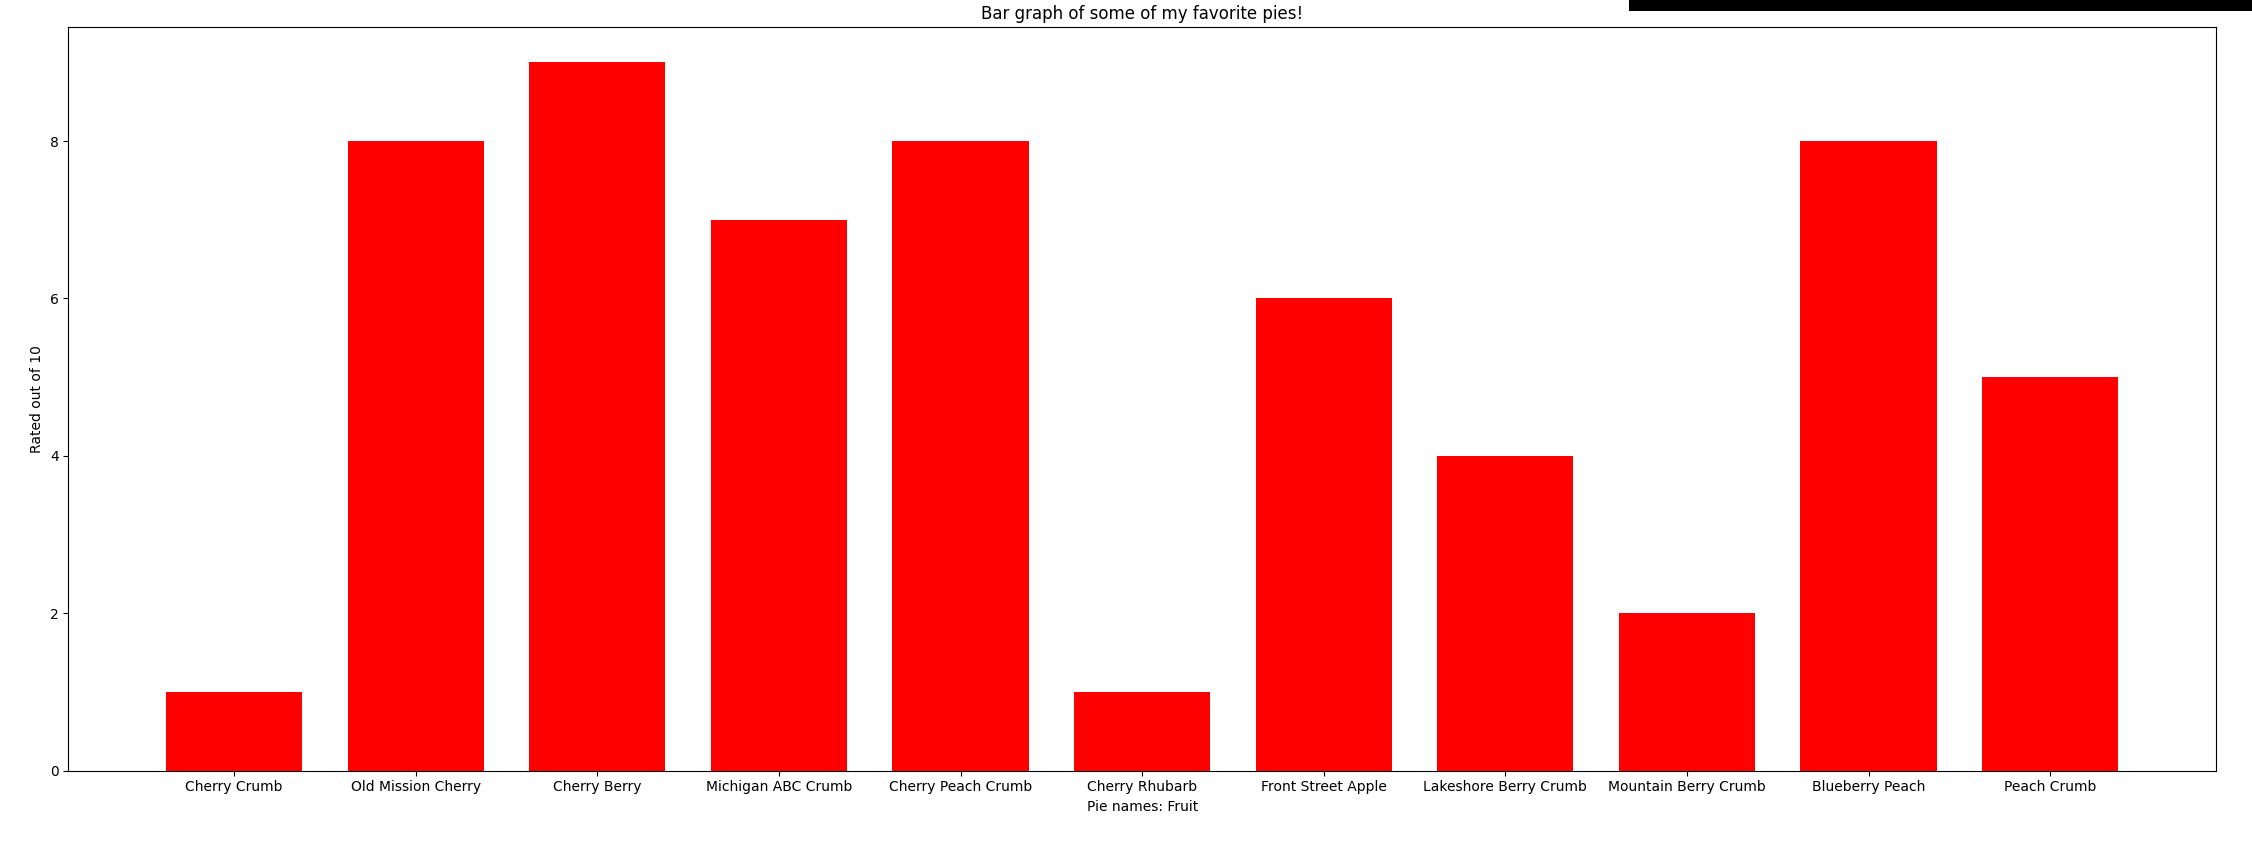 Bar graph of some of my favorite pies!
Rated out of 10
8
6
4
2
0
Cherry Crumb Old Mission Cherry Cherry Berry Michigan ABC Crumb Cherry Peach Crumb Cherry Rhubarb Front Street Apple Lakeshore Berry Crumb Mountain Berry Crumb Blueberry Peach Peach Crumb
Pie names: Fruit